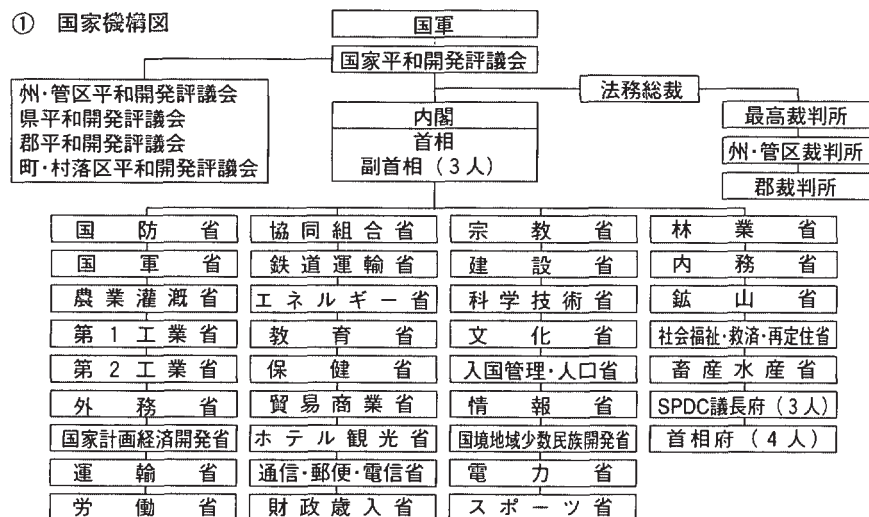 ① 国家機構図
国軍
国家平和開発評議会
州・管区平和開発評議会
県平和開発評議会
郡平和開発評議会
町・村落区平和開発評議会
内閣
首相
副首相（3人）
法務総裁
最高裁判所
州・管区裁判所
郡裁判所
国防省
国軍省
農業灌漑省
第1工業省
第2工業省
外務省
国家計画経済開発省
運輸省
労働省
協同組合省
鉄道運輸省
エネルギー省
教育省
保健省
貿易商業省
ホテル観光省
通信・郵便・電信省
財政歳入省
宗教省
建設省
科学技術省
文化省
入国管理・人口省
情報省
国境地域少数民族開発省
電力省
スポーツ省
林業省
内務省
鉱山省
社会福祉・救済・再定住省
畜産水産省
SPDC議長府（3人）
首相府（4人）